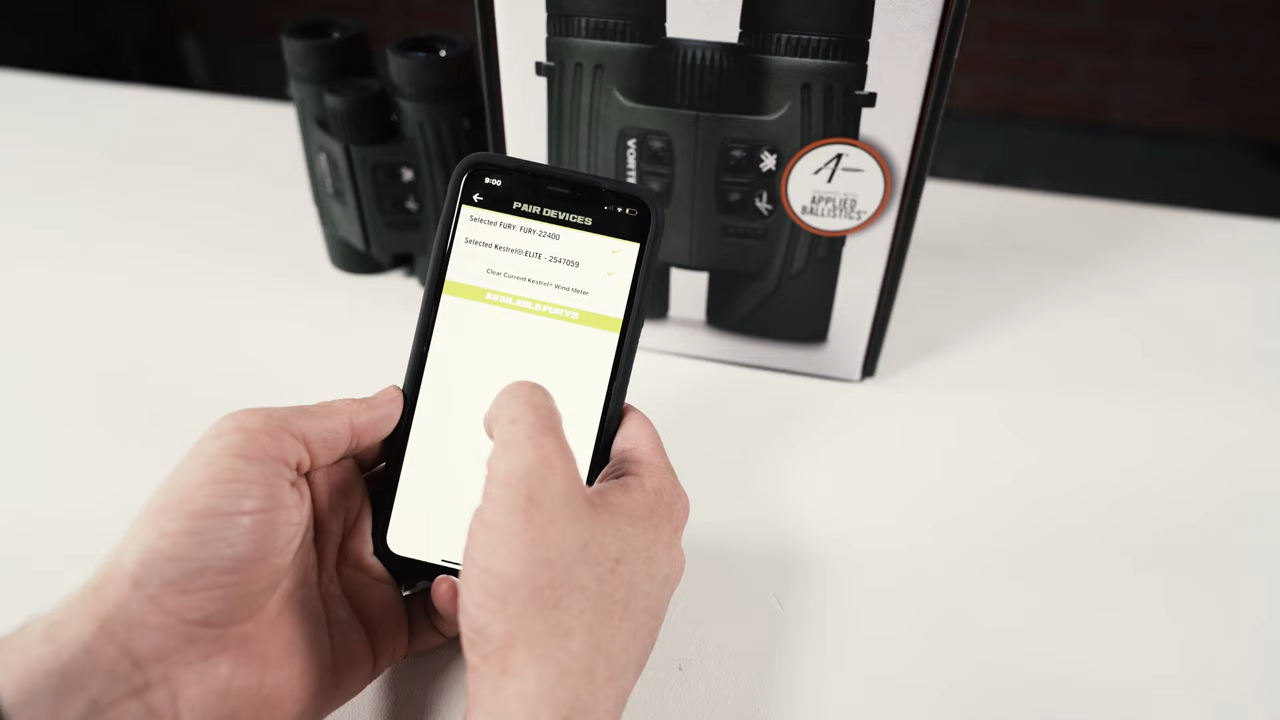 9:00
PAIR DEVICES
Selected FURY: FURY-22400
Selected Kestrel®:ELITE - 2547059
Clear Current Kestrel® Wind Meter
AVAILABLE FURYS
VORT
APPLIED
BALLISTICS